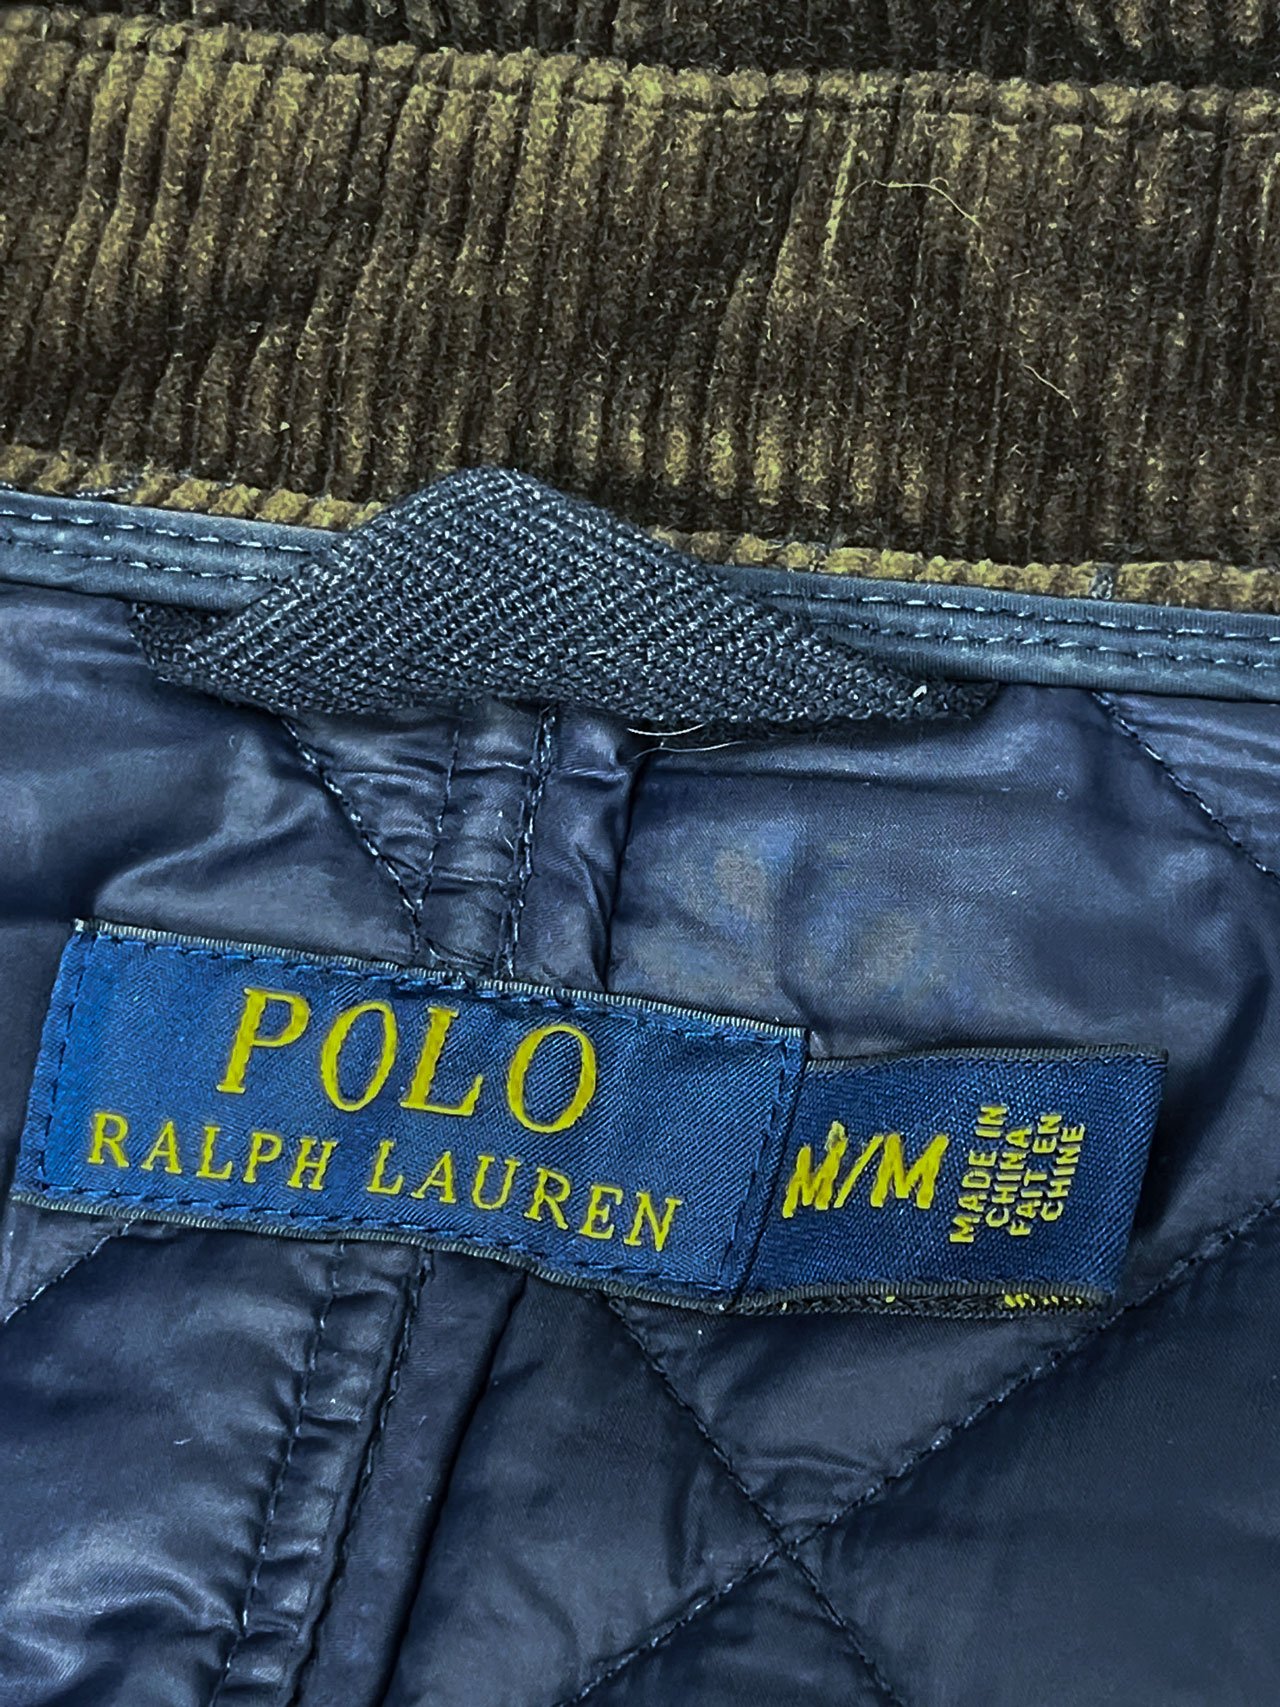 POLO
RALPH LAUREN
M/M
MADE IN
CHINA
FAIT EN
CHINE